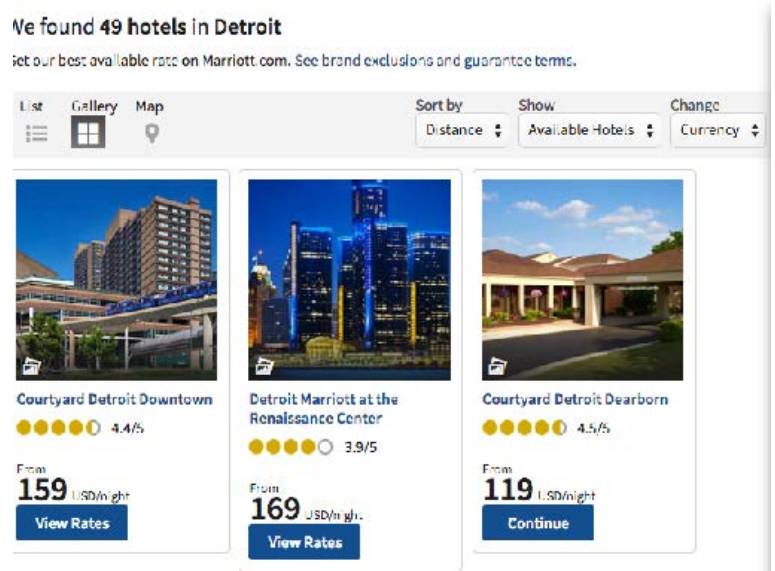 We found 49 hotels in Detroit
Get our best available rate on Marriott.com. See brand exclusions and guarantee terms.
List Gallery Map
Sort by Show Change
Distance Available Hotels Currency
Courtyard Detroit Downtown
4.4/5
From
159 USD/night
View Rates
Detroit Marriott at the
Renaissance Center
3.9/5
From
169 USD/night
View Rates
Courtyard Detroit Dearborn
4.5/5
From
119 USD/night
Continue